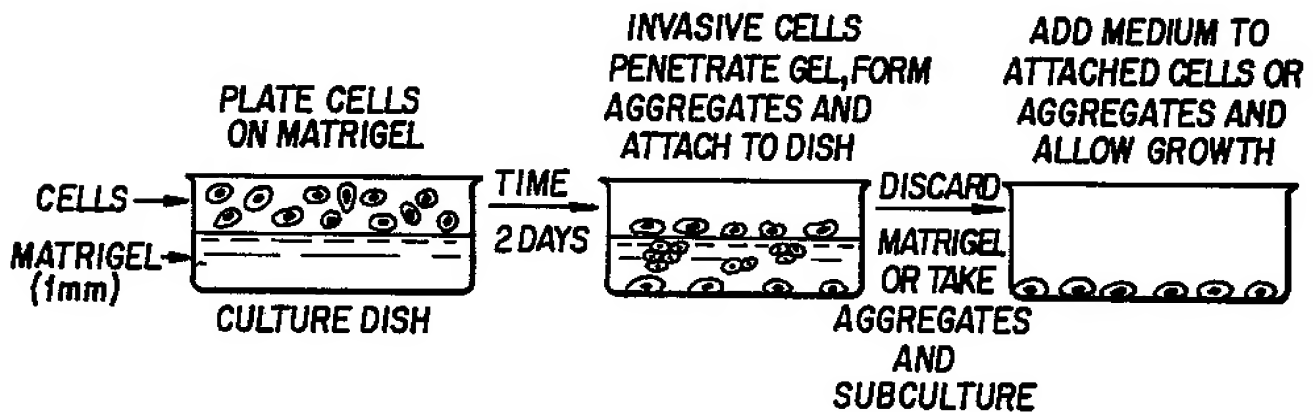 PLATE CELLS
ON MATRIGEL
CELLS
MATRIGEL
(1mm)
CULTURE DISH
TIME
2 DAYS
INVASIVE CELLS
PENETRATE GEL, FORM
AGGREGATES AND
ATTACH TO DISH
DISCARD
MATRIGEL
OR TAKE
AGGREGATES
AND
SUBCULTURE
ADD MEDIUM TO
ATTACHED CELLS OR
AGGREGATES AND
ALLOW GROWTH